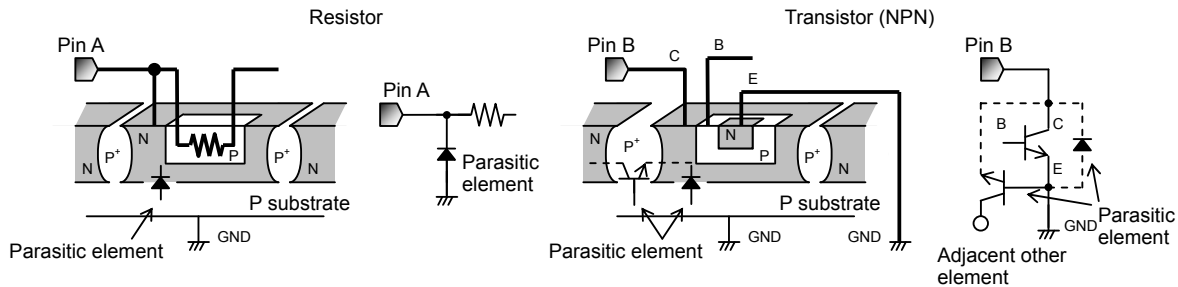 Resistor
Transistor (NPN)
Pin A
N
N
P+
P
P+
N
N
Parasitic element
P substrate
GND
Pin A
Parasitic
element
Pin B
C
B
E
N
N
P+
N
P
P+
N
N
Parasitic element
P substrate
GND
GND
Pin B
B
C
E
GND
Parasitic
element
Adjacent other
element